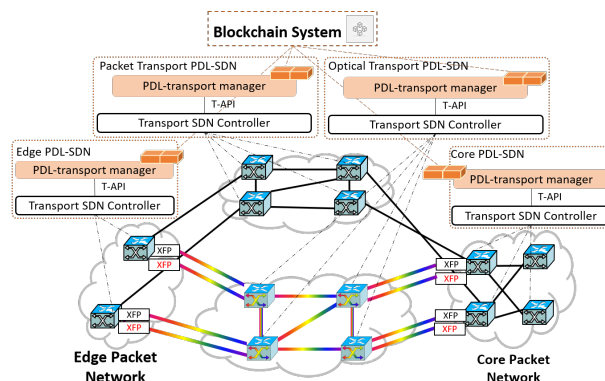 Blockchain System
Packet Transport PDL-SDN
PDL-transport manager
T-API
Transport SDN Controller
Optical Transport PDL-SDN
PDL-transport manager
T-API
Transport SDN Controller
Edge PDL-SDN
PDL-transport manager
T-API
Transport SDN Controller
Core PDL-SDN
PDL-transport manager
T-API
Transport SDN Controller
XFP
XFP
XFP
XFP
XFP
XFP
XFP
XFP
Edge Packet
Network
Core Packet
Network